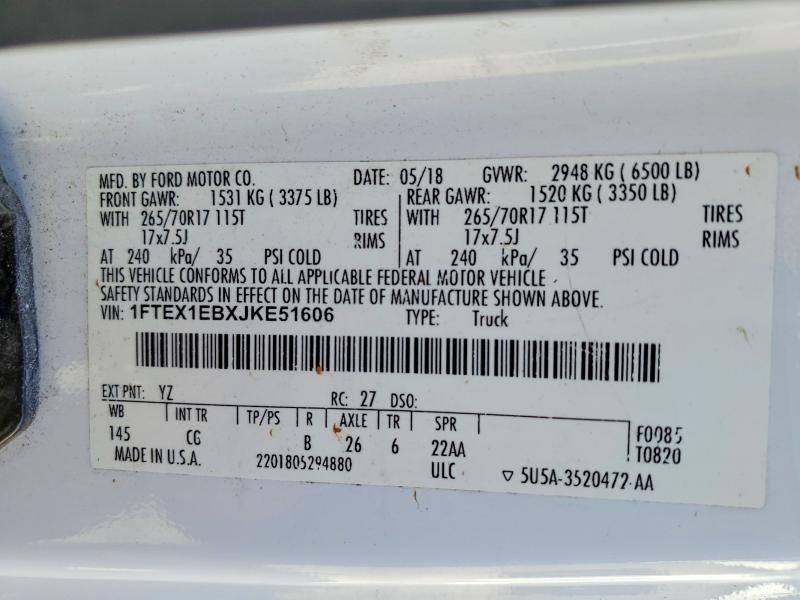 MFD. BY FORD MOTOR CO. DATE: 05/18 GVWR: 2948 KG ( 6500 LB)
FRONT GAWR: 1531 KG ( 3375 LB) REAR GAWR: 1520 KG ( 3350 LB)
WITH 265/70R17 115T TIRES WITH 265/70R17 115T TIRES
17x7.5J RIMS 17x7.5J RIMS
AT 240 kPa/ 35 PSI COLD AT 240 kPa/ 35 PSI COLD
THIS VEHICLE CONFORMS TO ALL APPLICABLE FEDERAL MOTOR VEHICLE
SAFETY STANDARDS IN EFFECT ON THE DATE OF MANUFACTURE SHOWN ABOVE.
VIN: 1FTEX1EBXJKE51606 TYPE: Truck
EXT PNT: YZ RC: 27 DSO:
WB INT TR TP/PS R AXLE TR SPR F0085
145 CG B 26 6 22AA T0820
MADE IN U.S.A. 2201805294880 ULC ▽ 5U5A-3520472-AA